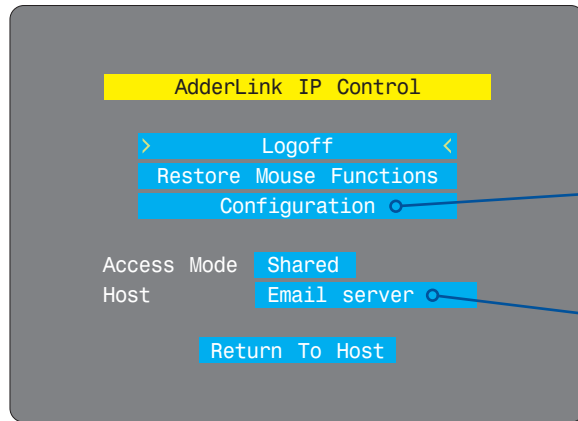 AdderLink IP Control
> Logoff <
Restore Mouse Functions
Configuration
Access Mode Shared
Host Email server
Return To Host